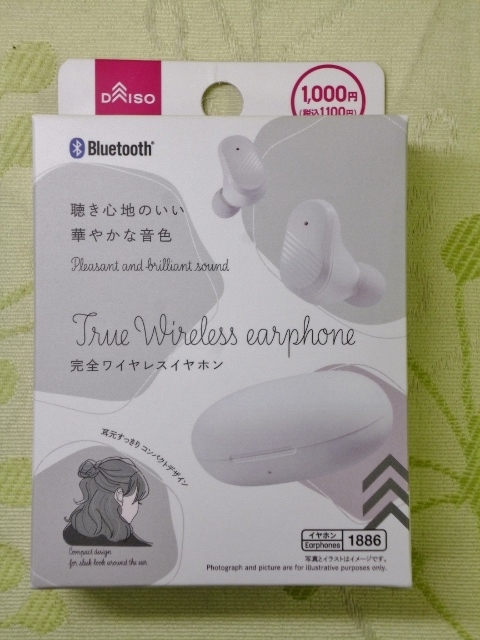 DAISO
1,000円
(税込1,100円)
Bluetooth®
聴き心地のいい
華やかな音色
Pleasant and brilliant sound
True Wireless earphone
完全ワイヤレスイヤホン
耳元すっきりコンパクトデザイン
Compact design
for sleek look around the ear.
イヤホン
Earphones
1886
写真とイラストはイメージです。
Photograph and picture are for illustrative purposes only.